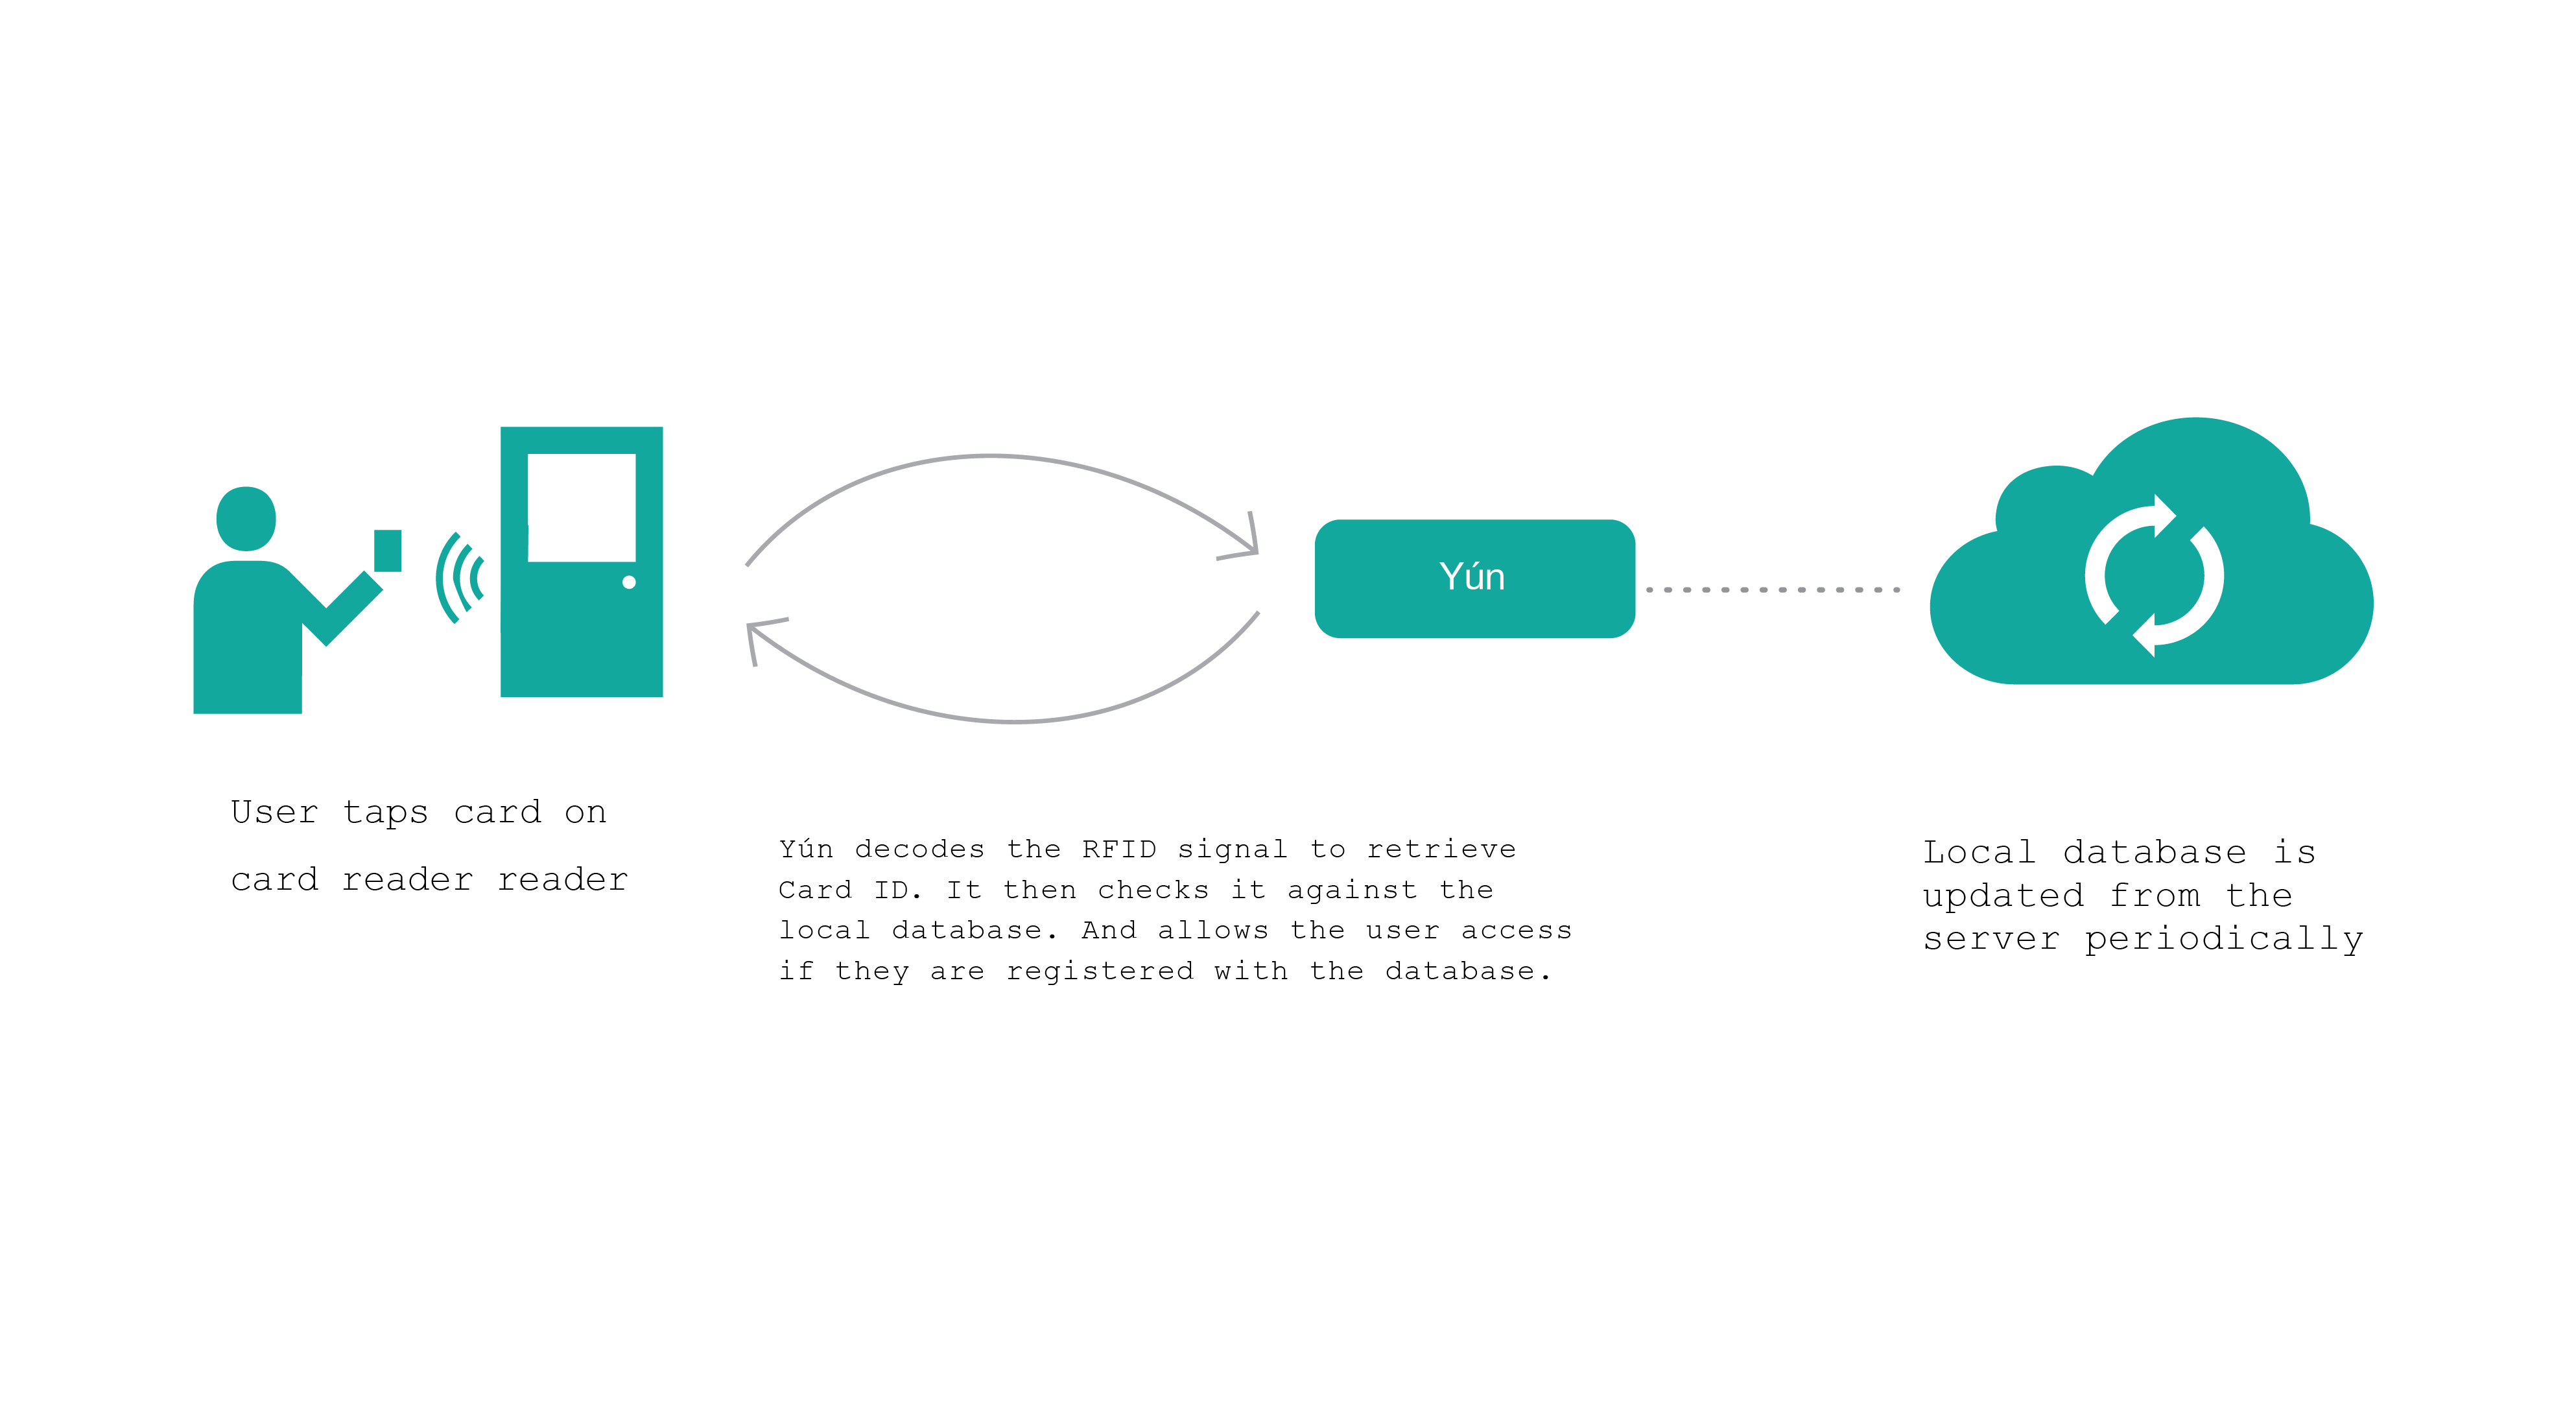 Yún
User taps card on
card reader reader
Yún decodes the RFID signal to retrieve
Card ID. It then checks it against the
local database. And allows the user access
if they are registered with the database.
Local database is
updated from the
server periodically